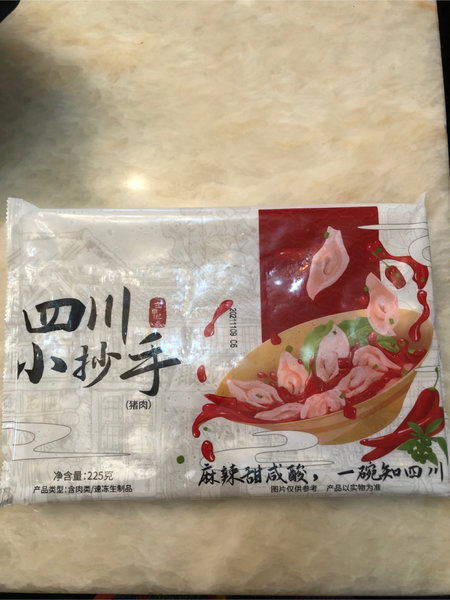 四川
小抄手
(猪肉)
净含量:225克
产品类型:含肉类/速冻生制品
20211109 C6
麻辣甜咸酸，一碗知四川
图片仅供参考 产品以实物为准